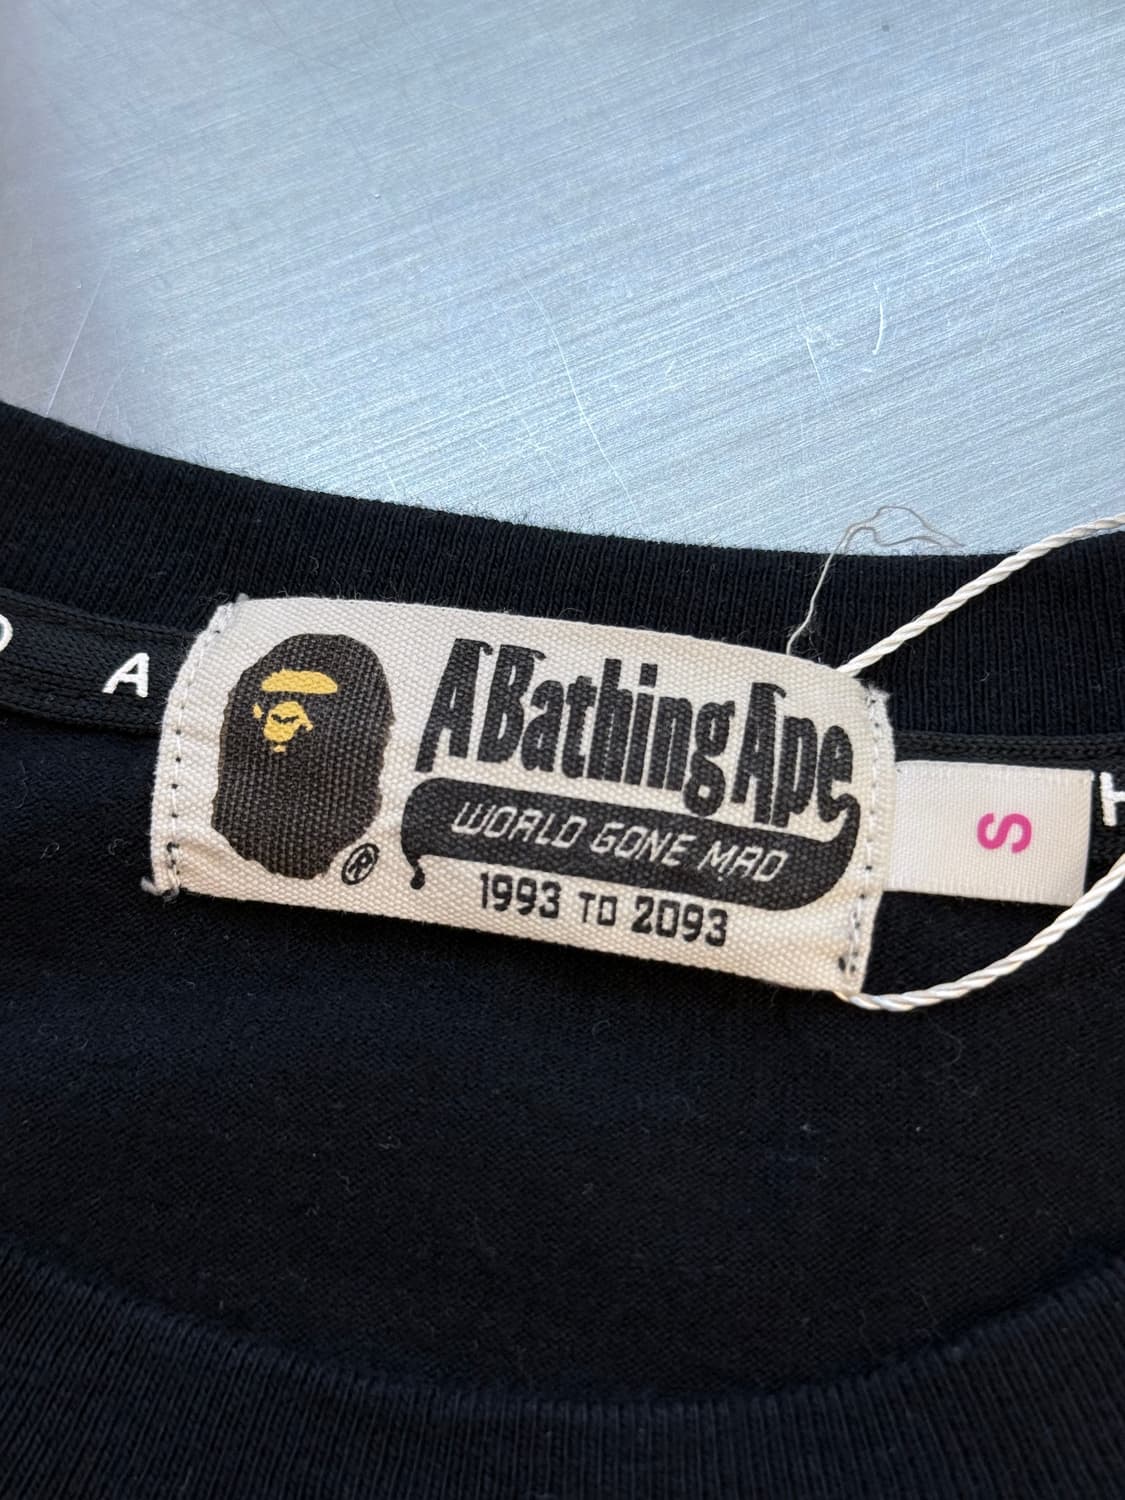 A
A Bathing Ape
®
WORLD GONE MAD
1993 TO 2093
S
H